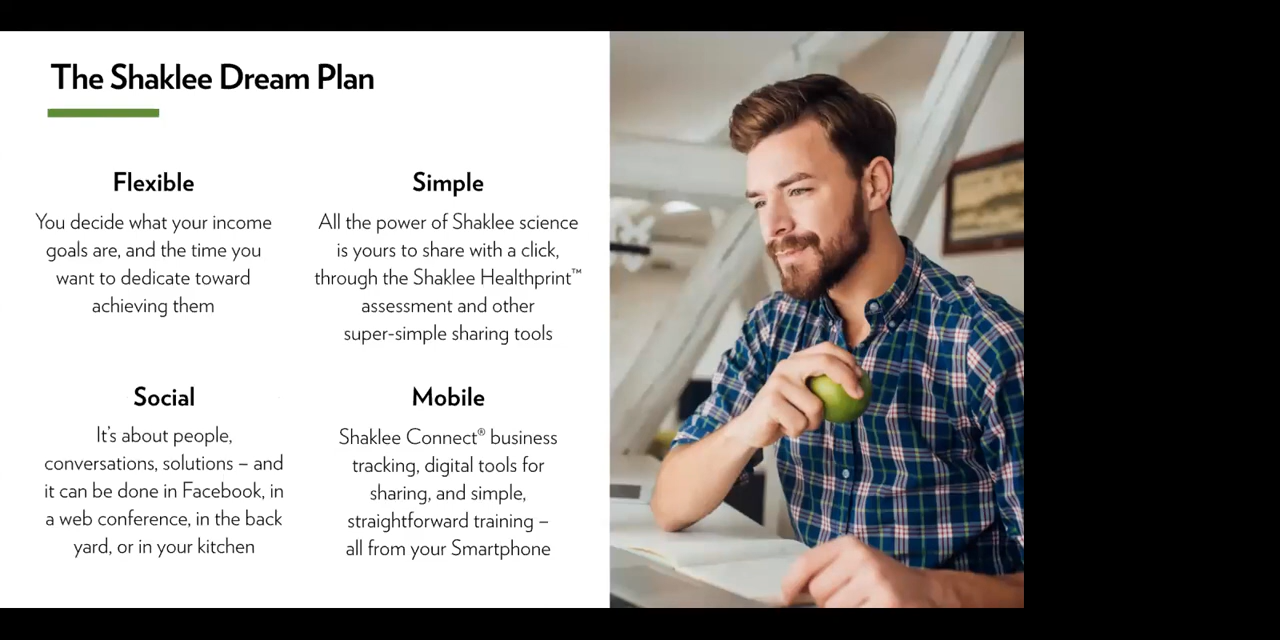 The Shaklee Dream Plan
Flexible
You decide what your income
goals are, and the time you
want to dedicate toward
achieving them
Simple
All the power of Shaklee science
is yours to share with a click,
through the Shaklee Healthprint™
assessment and other
super-simple sharing tools
Social
It’s about people,
conversations, solutions – and
it can be done in Facebook, in
a web conference, in the back
yard, or in your kitchen
Mobile
Shaklee Connect® business
tracking, digital tools for
sharing, and simple,
straightforward training –
all from your Smartphone